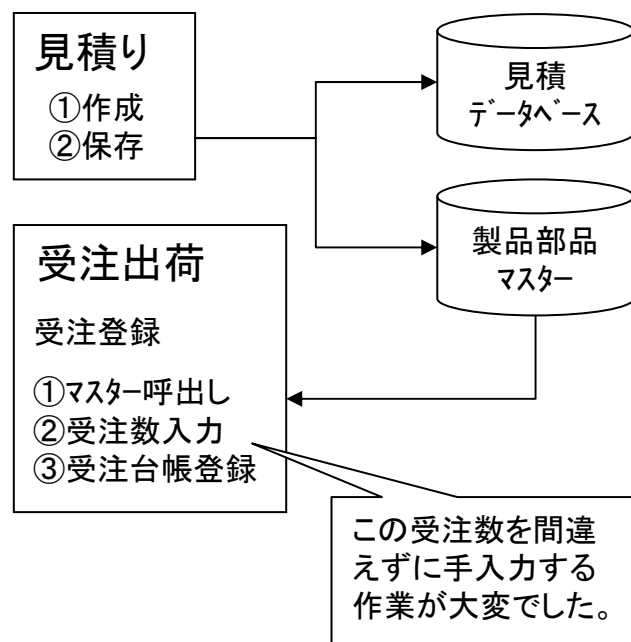 見積り
①作成
②保存
見積
ﾃﾞｰﾀﾍﾞｰｽ
製品部品
ﾏｽﾀｰ
受注出荷
受注登録
①ﾏｽﾀｰ呼出し
②受注数入力
③受注台帳登録
この受注数を間違
えずに手入力する
作業が大変でした。